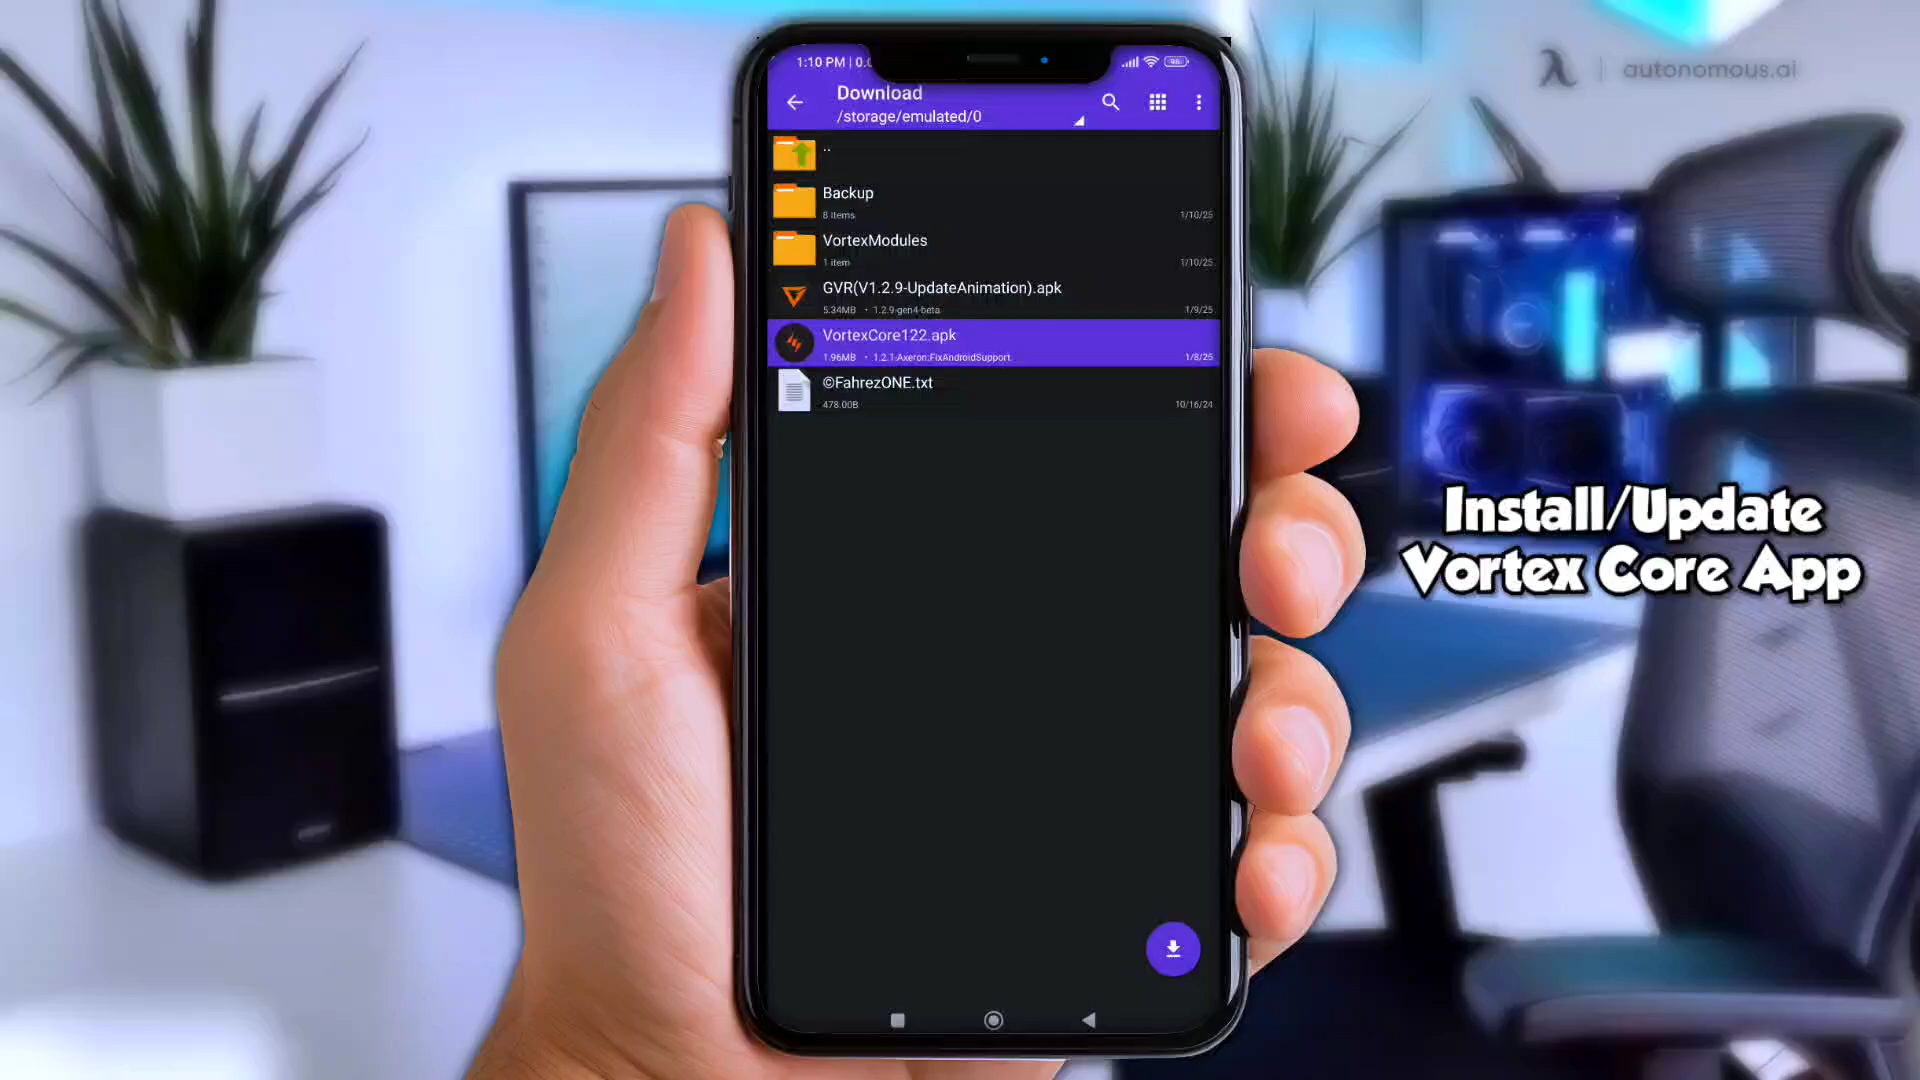 autonomous.ai
1:10 PM | 0.
Download
/storage/emulated/0
..
Backup
8 items
1/10/25
VortexModules
1 item
1/10/25
GVR(V1.2.9-UpdateAnimation).apk
5.34MB • 1.2.9-gen4-beta
1/9/25
VortexCore122.apk
1.96MB • 1.2.1:Axeron:FixAndroidSupport
1/8/25
©FahrezONE.txt
478.00B
10/16/24
Install/Update
Vortex Core App